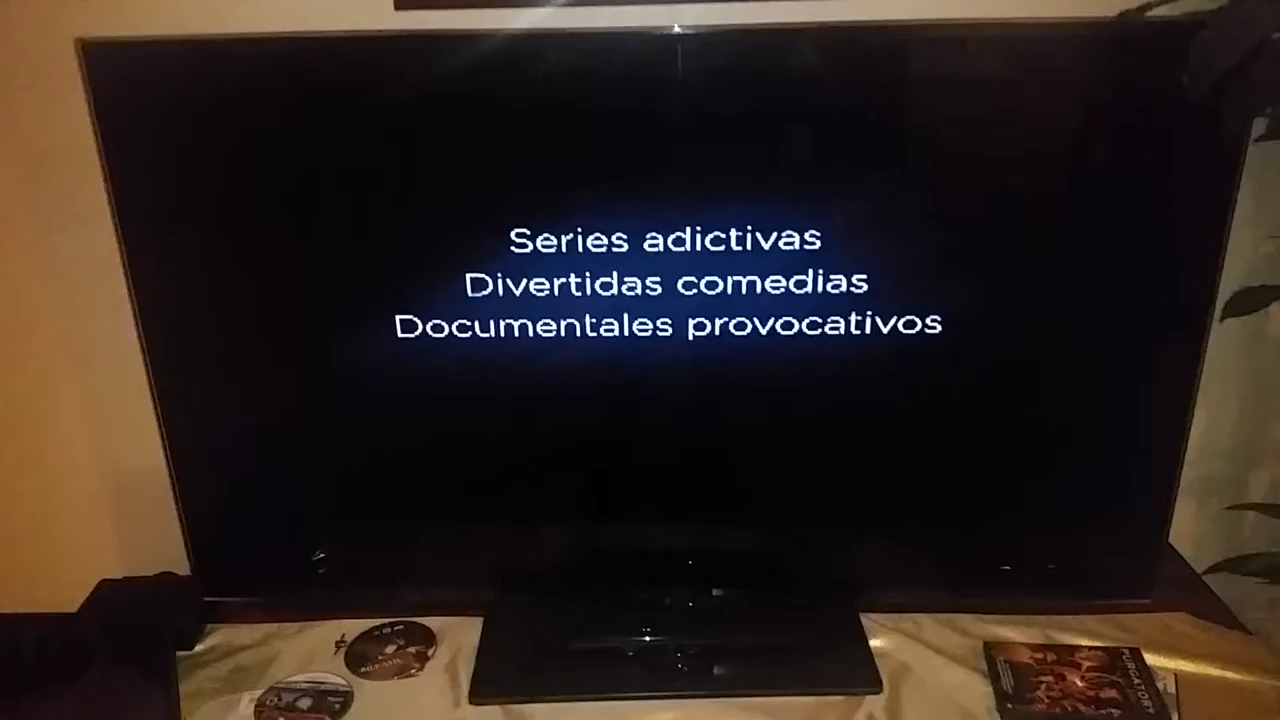 Series adictivas
Divertidas comedias
Documentales provocativos
PURGATORY